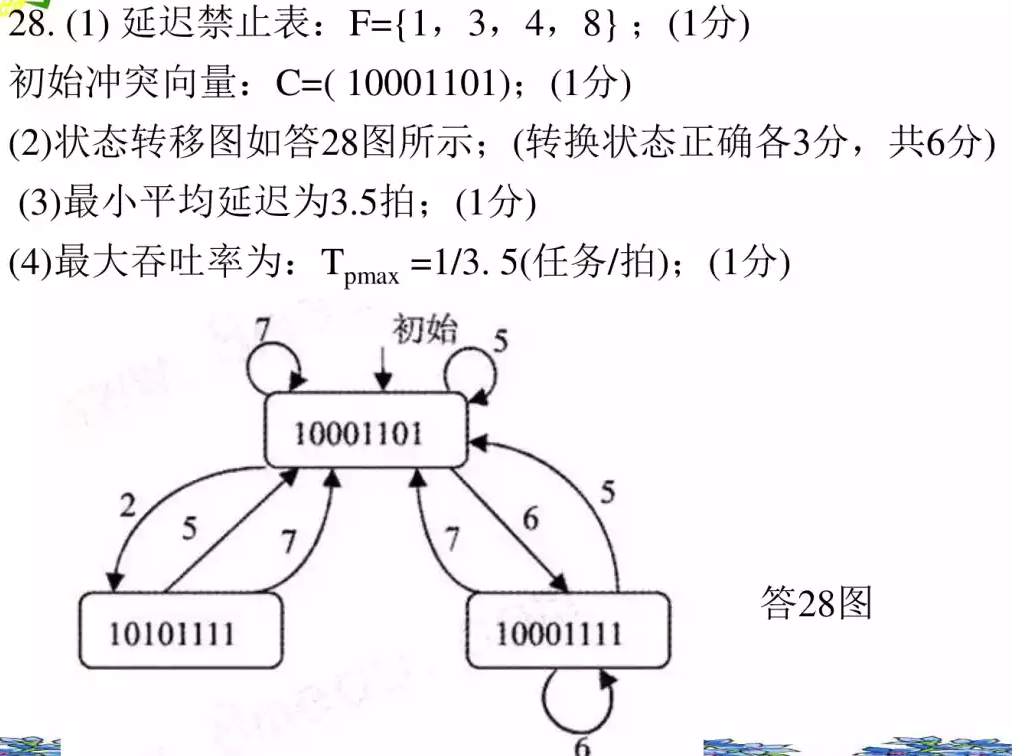 28. (1) 延迟禁止表：F={1，3，4，8}；(1分)
初始冲突向量：C=( 10001101)；(1分)
(2)状态转移图如答28图所示；(转换状态正确各3分，共6分)
(3)最小平均延迟为3.5拍；(1分)
(4)最大吞吐率为：Tpmax =1/3. 5(任务/拍)；(1分)
7
初始
5
10001101
2
5
7
7
6
5
10101111
10001111
答28图
6